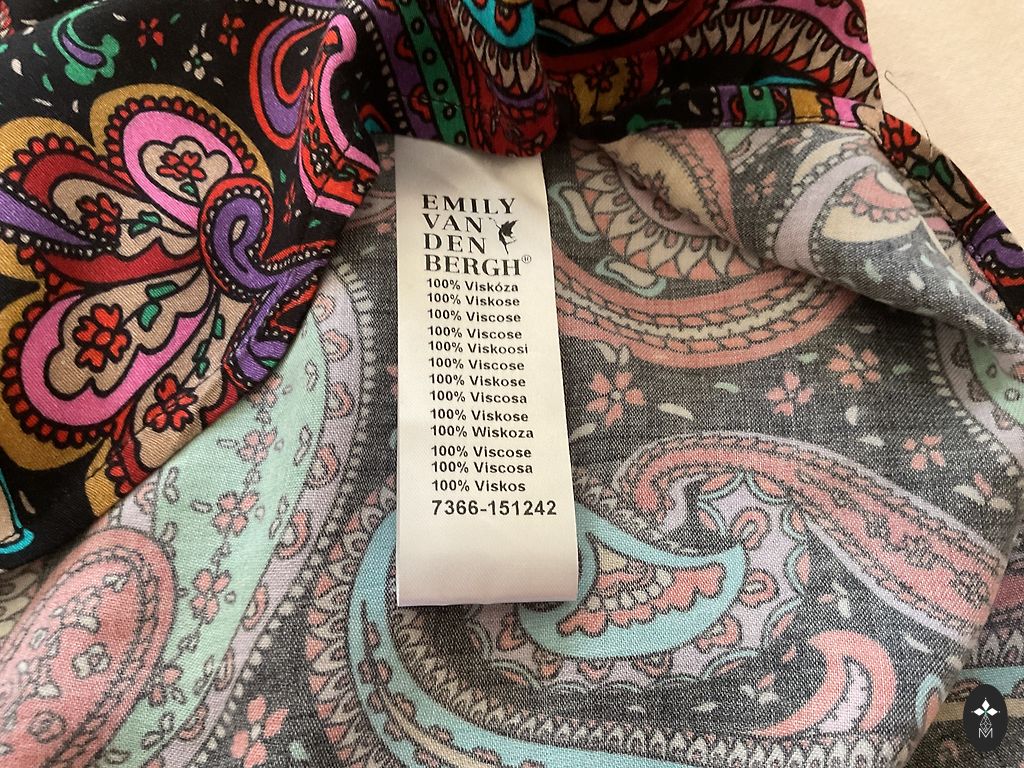 EMILY
VAN
DEN
BERGH®
100% Viskóza
100% Viskose
100% Viscose
100% Viscose
100% Viskoosi
100% Viscose
100% Viskose
100% Viscosa
100% Viskose
100% Wiskoza
100% Viscose
100% Viscosa
100% Viskos
7366-151242
M